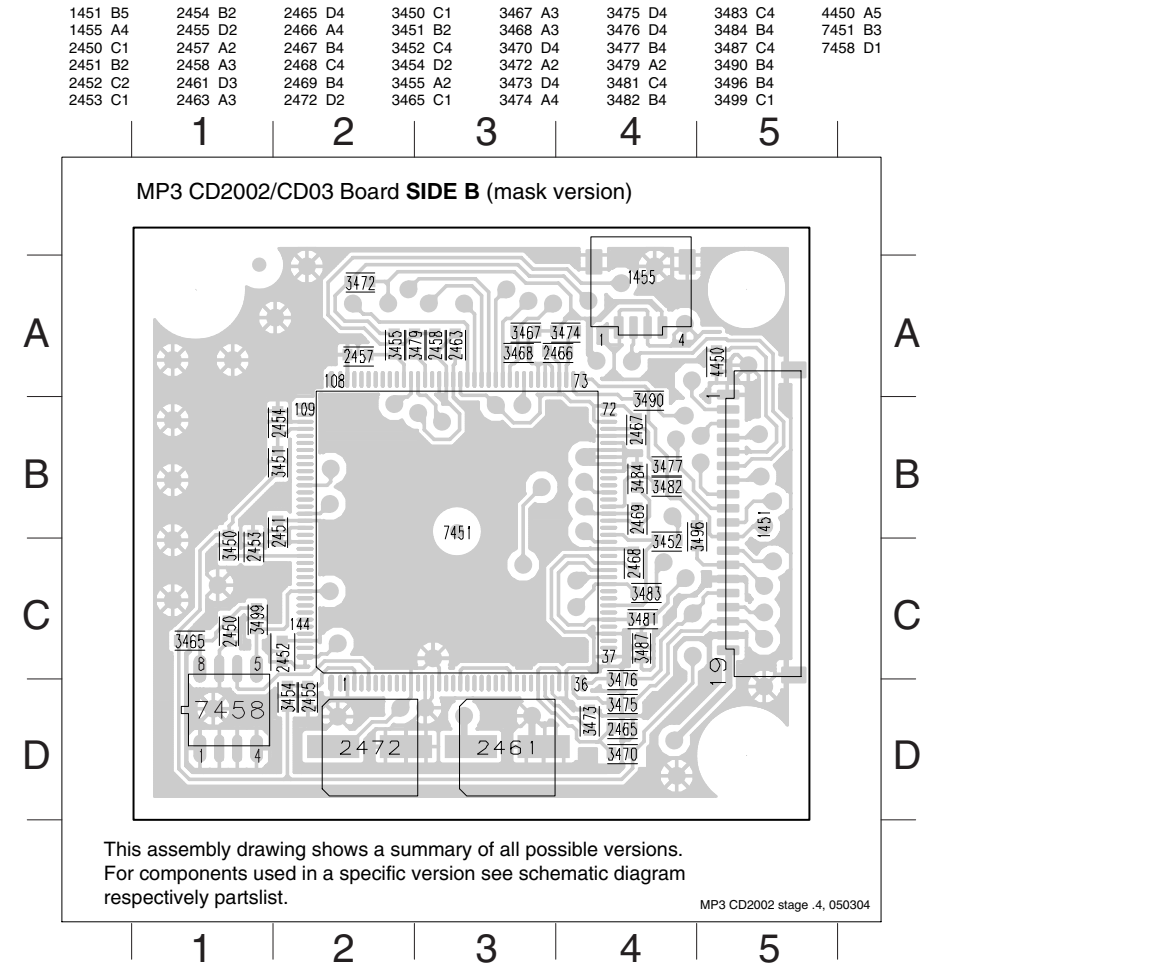 1451 B5 2454 B2 2465 D4 3450 C1 3467 A3 3475 D4 3483 C4 4450 A5
1455 A4 2455 D2 2466 A4 3451 B2 3468 A3 3476 D4 3484 B4 7451 B3
2450 C1 2457 A2 2467 B4 3452 C4 3470 D4 3477 B4 3487 C4 7458 D1
2451 B2 2458 A3 2468 C4 3454 D2 3472 A2 3479 A2 3490 B4
2452 C2 2461 D3 2469 B4 3455 A2 3473 D4 3481 C4 3496 B4
2453 C1 2463 A3 2472 D2 3465 C1 3474 A4 3482 B4 3499 C1
1 2 3 4 5
MP3 CD2002/CD03 Board SIDE B (mask version)
1455
3472
A A
3467 3474 1 4
3455 3479 2458 2463
2457 3468 2466 4450
108 73
1
3490
109 72
2454 2467
B B
3451 3484 3477
3482
2451 2469 1451
7451
3450 2453 3452 3496
2468
3483
C C
2450 3499 3481
144
3465 3487
2452
8 5 37 19
1 36 3476
3454 2455
7458 3475
3473
2465
2472 2461
D D
1 4 3470
This assembly drawing shows a summary of all possible versions.
For components used in a specific version see schematic diagram
respectively partslist.
MP3 CD2002 stage .4, 050304
1 2 3 4 5